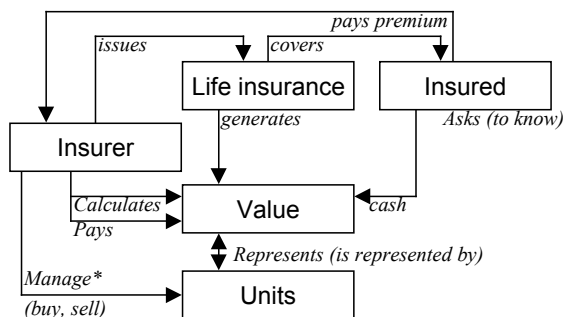 pays premium
issues
covers
Life insurance
Insured
generates
Asks (to know)
Insurer
Calculates
Value
cash
Pays
Represents (is represented by)
Manage*
Units
(buy, sell)